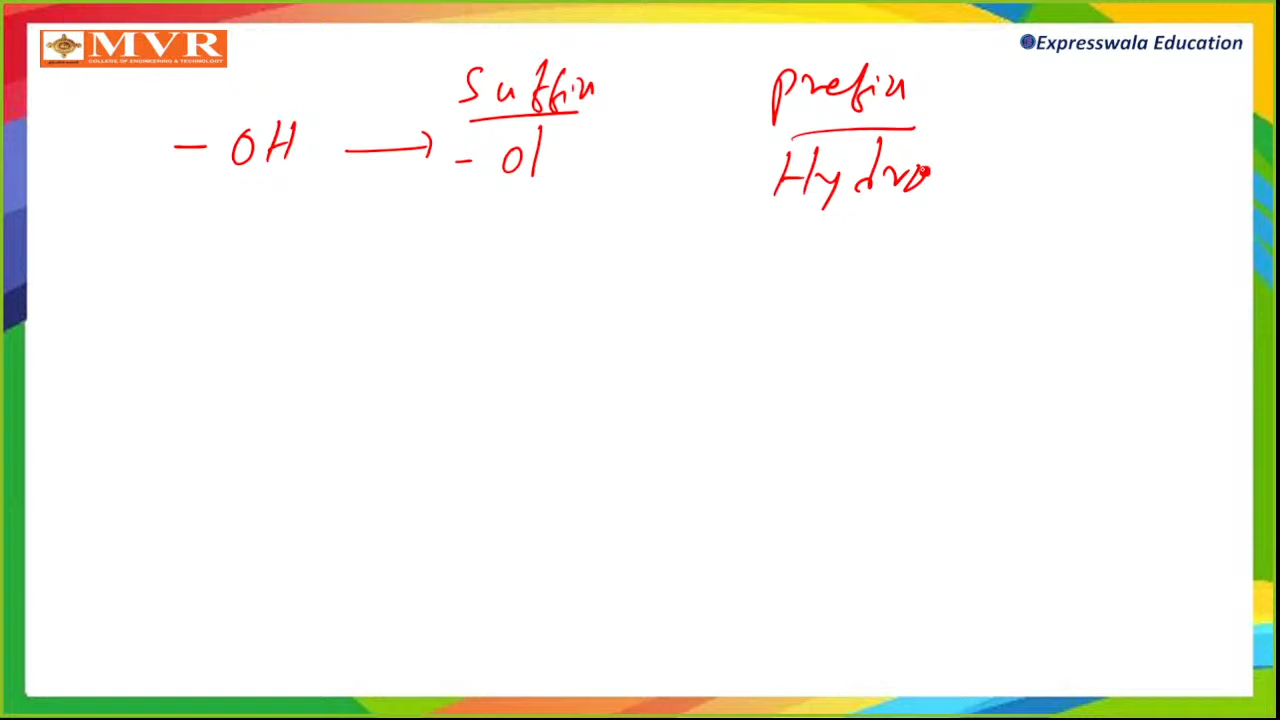 MVR
COLLEGE OF ENGINEERING & TECHNOLOGY
Expresswala Education
Suffix Prefix
- OH → - ol Hydro